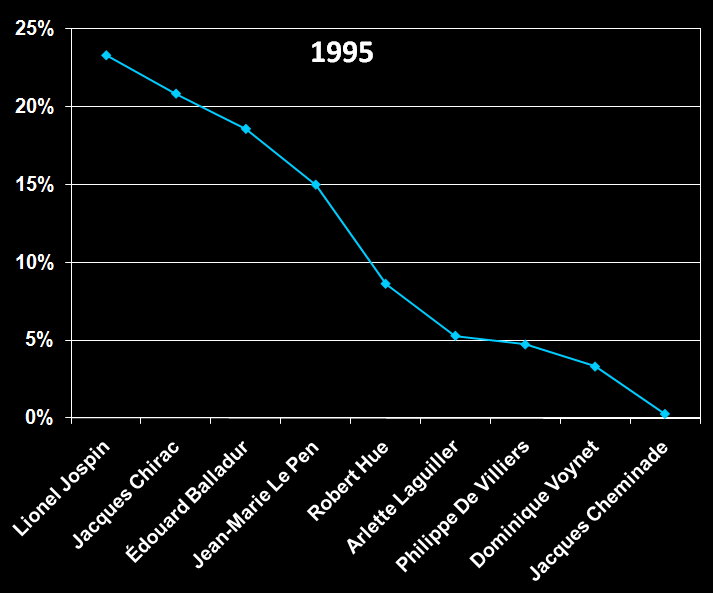 1995
25%
20%
15%
10%
5%
0%
Lionel Jospin
Jacques Chirac
Édouard Balladur
Jean-Marie Le Pen
Robert Hue
Arlette Laguiller
Philippe De Villiers
Dominique Voynet
Jacques Cheminade